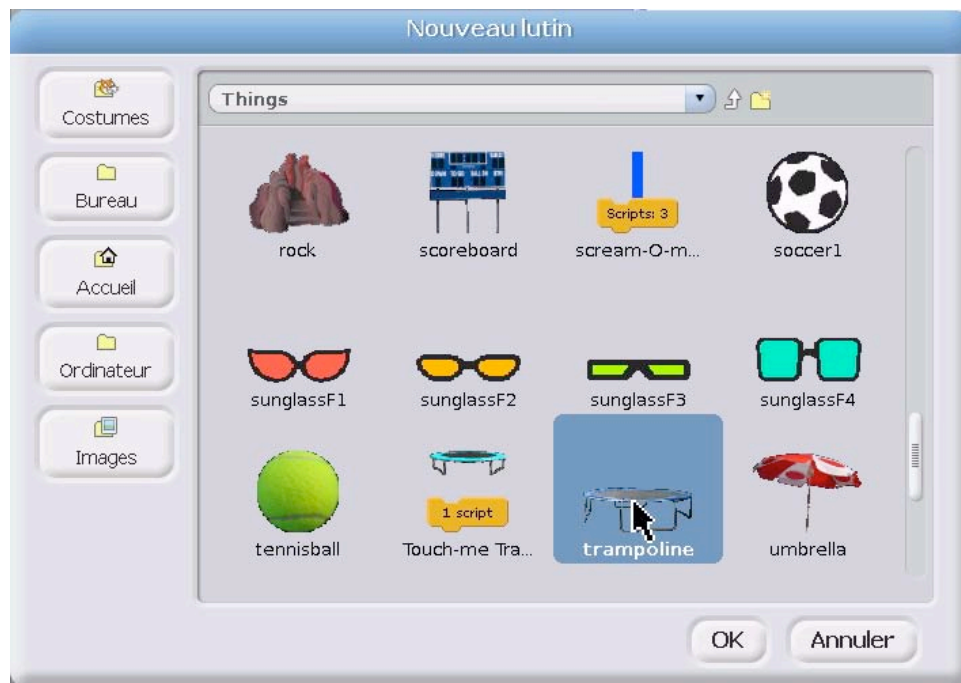 Nouveau lutin
Costumes
Bureau
Accueil
Ordinateur
Images
Things
Scripts: 3
rock
scoreboard
scream-O-m...
soccer1
sunglassF1
sunglassF2
sunglassF3
sunglassF4
1 script
tennisball
Touch-me Tra...
trampoline
umbrella
OK
Annuler